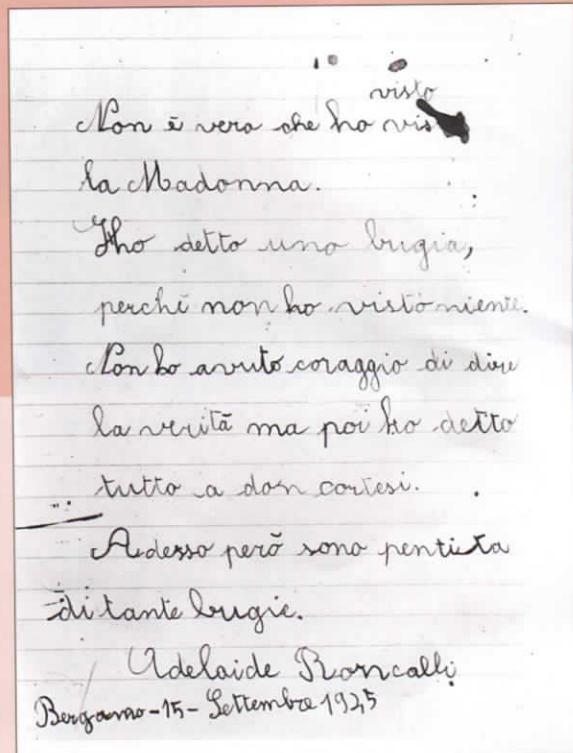 visto
Non è vero che ho vis
la Madonna.
Ho detto una bugia,
perchè non ho visto niente.
Non ho avuto coraggio di dire
la verità ma poi ho detto
tutto a don cortesi.
Adesso però sono pentita
di tante bugie.
Adelaide Roncalli
Bergamo-15-Settembre 1945